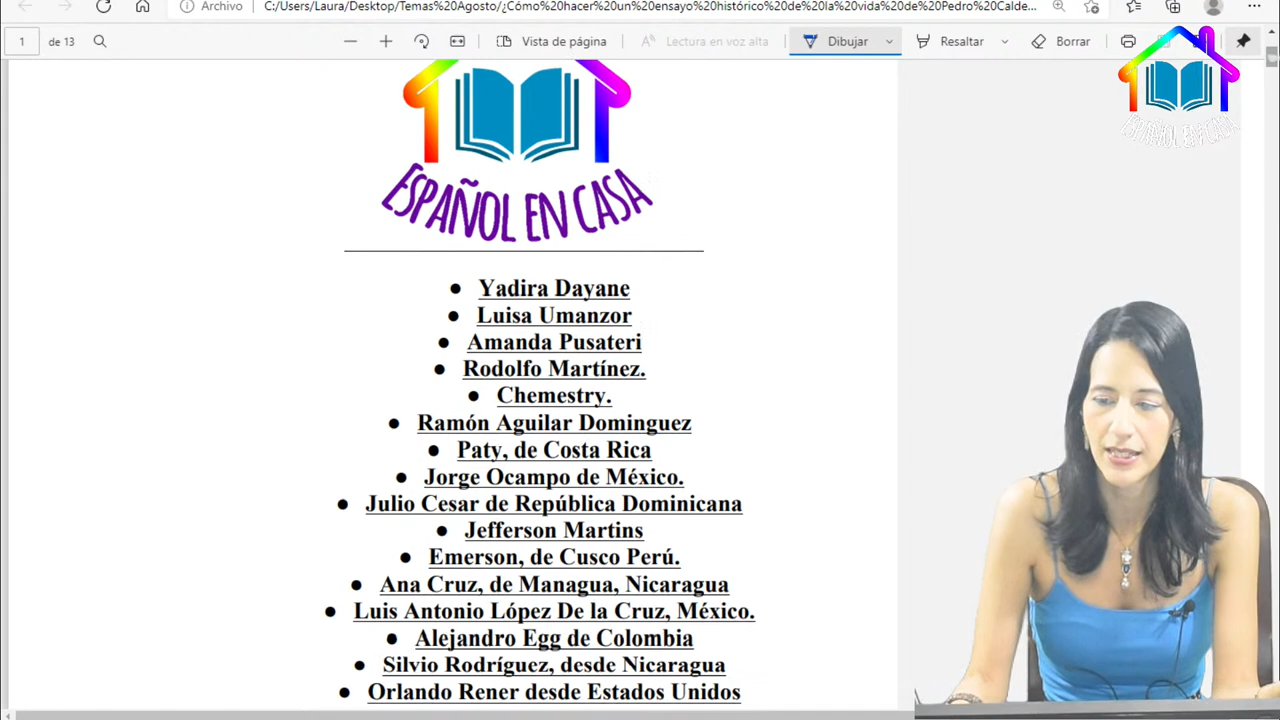 Archivo
C:/Users/Laura/Desktop/Temas%20Agosto/¿Cómo%20hacer%20un%20ensayo%20histórico%20de%20la%20vida%20de%20Pedro%20Calde...
1 de 13
Vista de página
Lectura en voz alta
Dibujar
Resaltar
Borrar
ESPAÑOL EN CASA
ESPAÑOL EN CASA
● Yadira Dayane
● Luisa Umanzor
● Amanda Pusateri
● Rodolfo Martínez.
● Chemestry.
● Ramón Aguilar Dominguez
● Paty, de Costa Rica
● Jorge Ocampo de México.
● Julio Cesar de República Dominicana
● Jefferson Martins
● Emerson, de Cusco Perú.
● Ana Cruz, de Managua, Nicaragua
● Luis Antonio López De la Cruz, México.
● Alejandro Egg de Colombia
● Silvio Rodríguez, desde Nicaragua
● Orlando Rener desde Estados Unidos